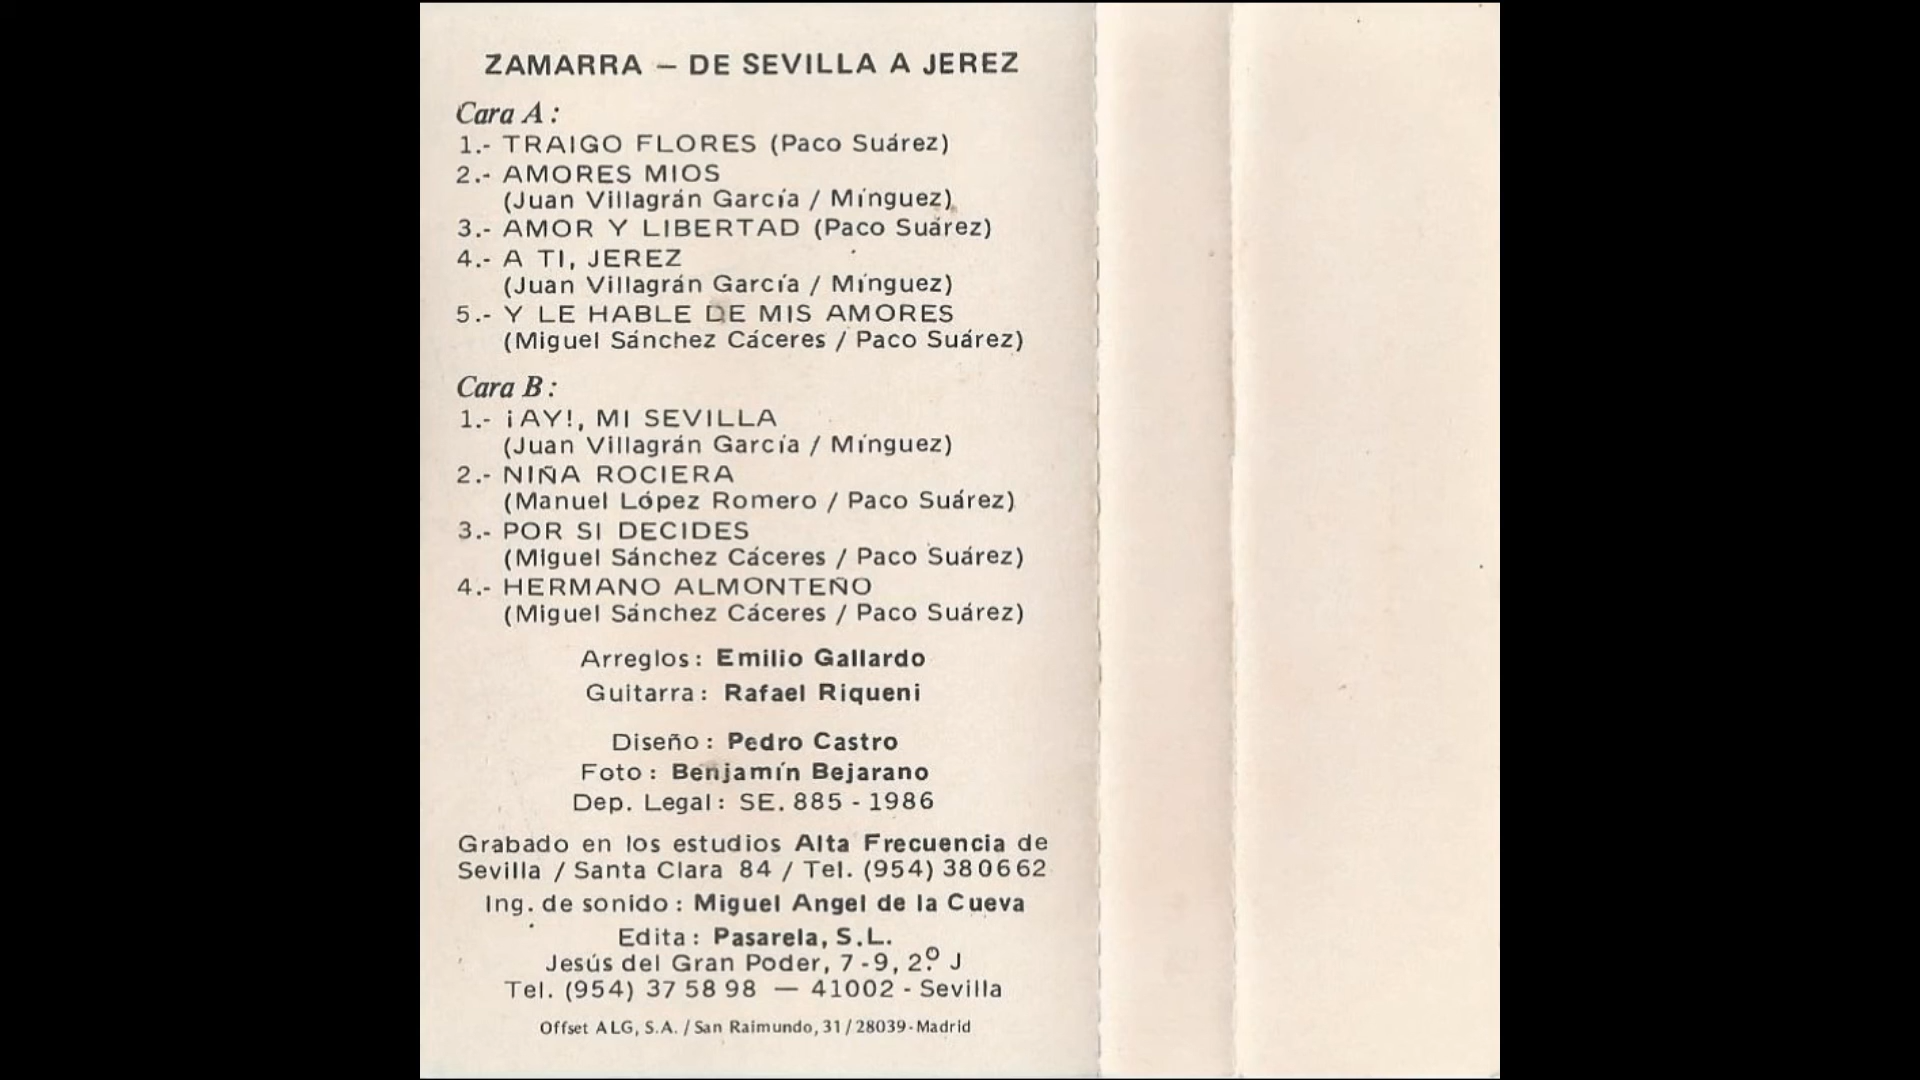 ZAMARRA — DE SEVILLA A JEREZ
Cara A :
1.- TRAIGO FLORES (Paco Suárez)
2.- AMORES MIOS
(Juan Villagrán García / Mínguez)
3.- AMOR Y LIBERTAD (Paco Suárez)
4.- A TI, JEREZ
(Juan Villagrán García / Mínguez)
5.- Y LE HABLE DE MIS AMORES
(Miguel Sánchez Cáceres / Paco Suárez)
Cara B :
1.- ¡AY!, MI SEVILLA
(Juan Villagrán García / Mínguez)
2.- NIÑA ROCIERA
(Manuel López Romero / Paco Suárez)
3.- POR SI DECIDES
(Miguel Sánchez Cáceres / Paco Suárez)
4.- HERMANO ALMONTEÑO
(Miguel Sánchez Cáceres / Paco Suárez)
Arreglos : Emilio Gallardo
Guitarra : Rafael Riqueni
Diseño : Pedro Castro
Foto : Benjamín Bejarano
Dep. Legal : SE. 885 - 1986
Grabado en los estudios Alta Frecuencia de
Sevilla / Santa Clara 84 / Tel. (954) 38 06 62
Ing. de sonido : Miguel Angel de la Cueva
Edita : Pasarela, S.L.
Jesús del Gran Poder, 7 - 9, 2.º J
Tel. (954) 37 58 98 — 41002 - Sevilla
Offset ALG, S.A. / San Raimundo, 31 / 28039 - Madrid